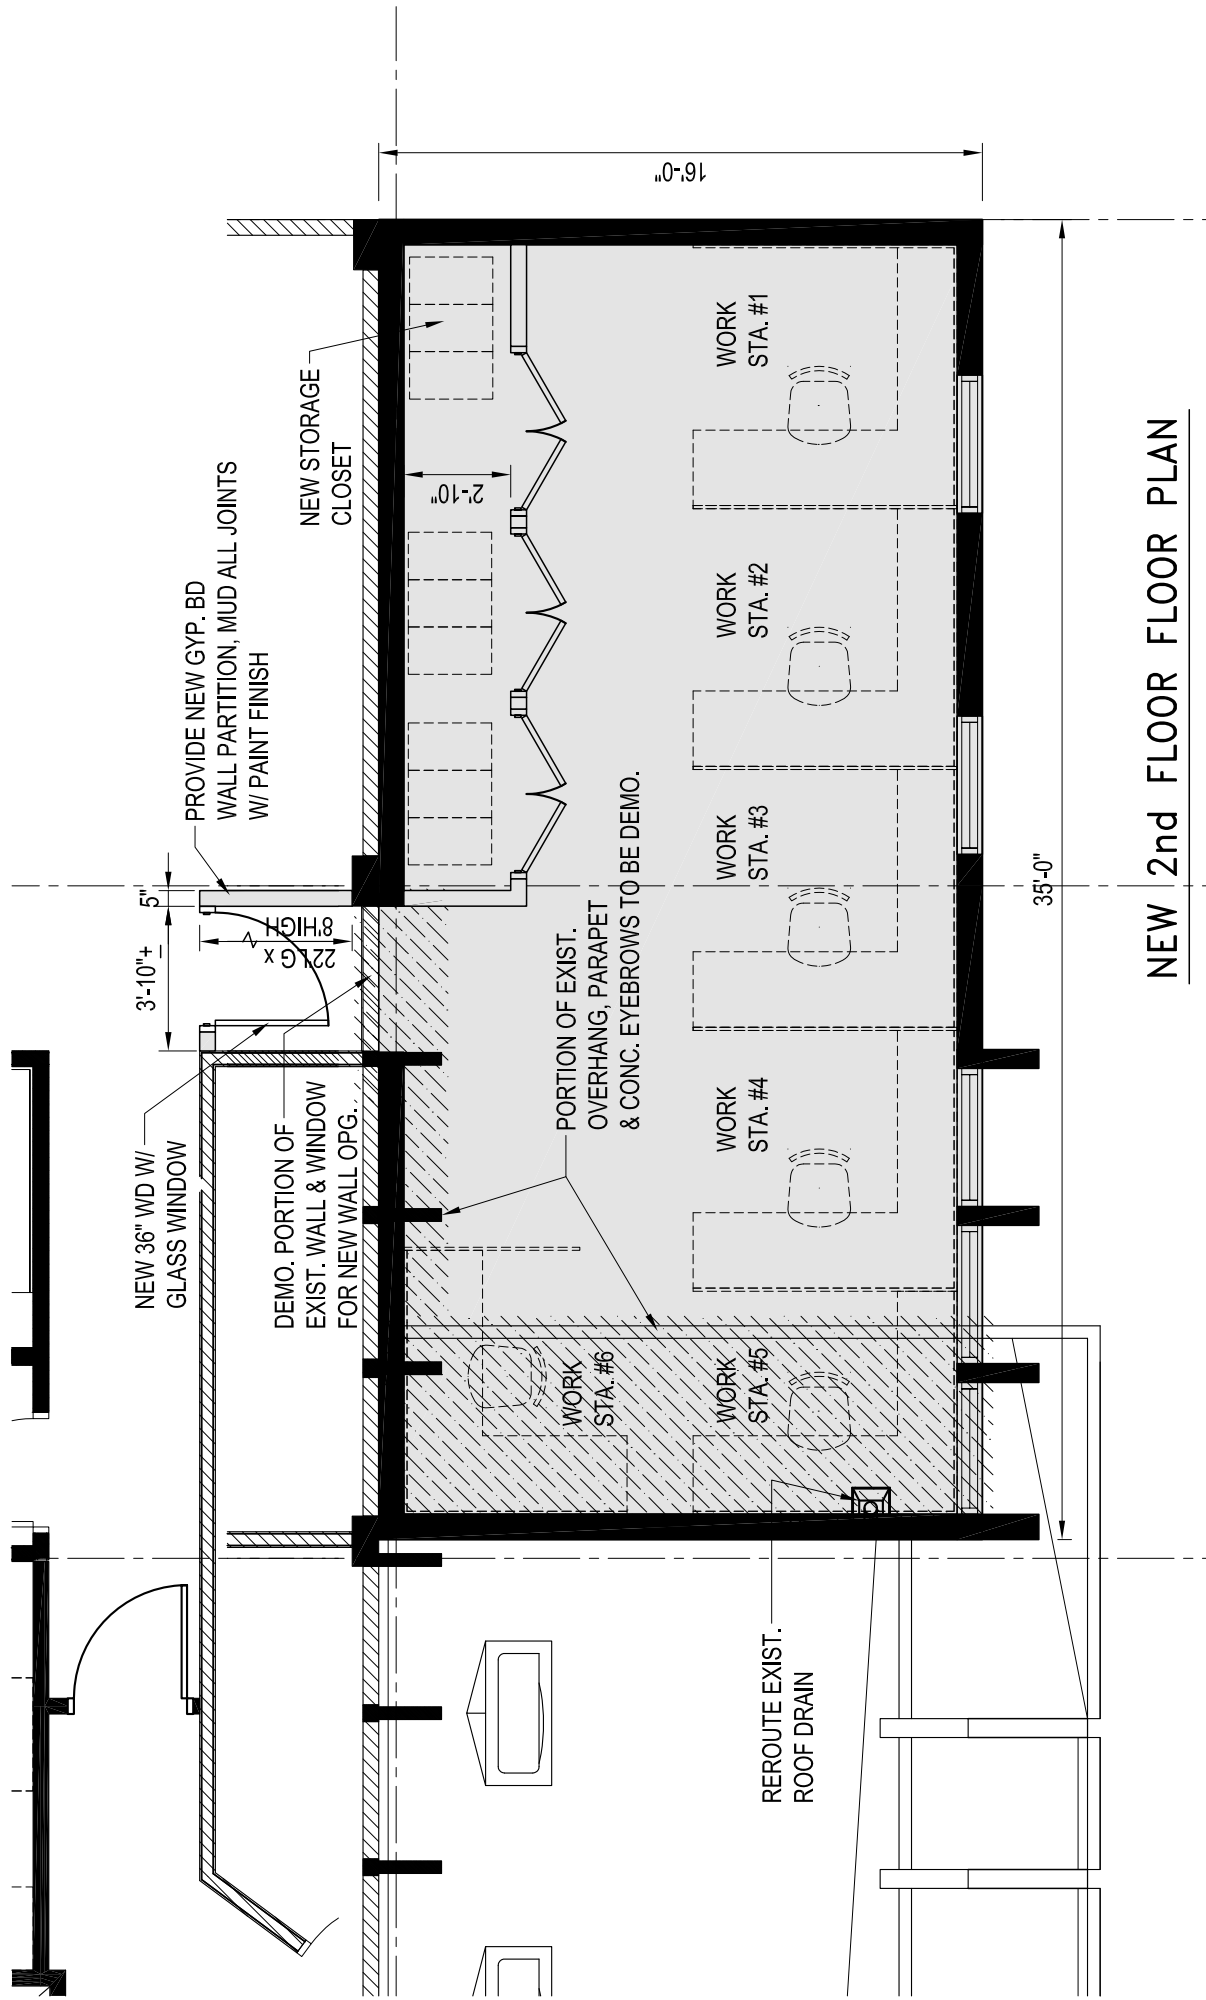 NEW 36" WD W/
GLASS WINDOW
3'-10"+
5"
22'LG x
8'HIGH
PROVIDE NEW GYP. BD
WALL PARTITION, MUD ALL JOINTS
W/ PAINT FINISH
DEMO. PORTION OF
EXIST. WALL & WINDOW
FOR NEW WALL OPG.
NEW STORAGE
CLOSET
2'-10"
16'-0"
PORTION OF EXIST.
OVERHANG, PARAPET
& CONC. EYEBROWS TO BE DEMO.
WORK
STA. #6
WORK
STA. #5
WORK
STA. #4
WORK
STA. #3
WORK
STA. #2
WORK
STA. #1
REROUTE EXIST.
ROOF DRAIN
35'-0"
NEW 2nd FLOOR FLOOR PLAN